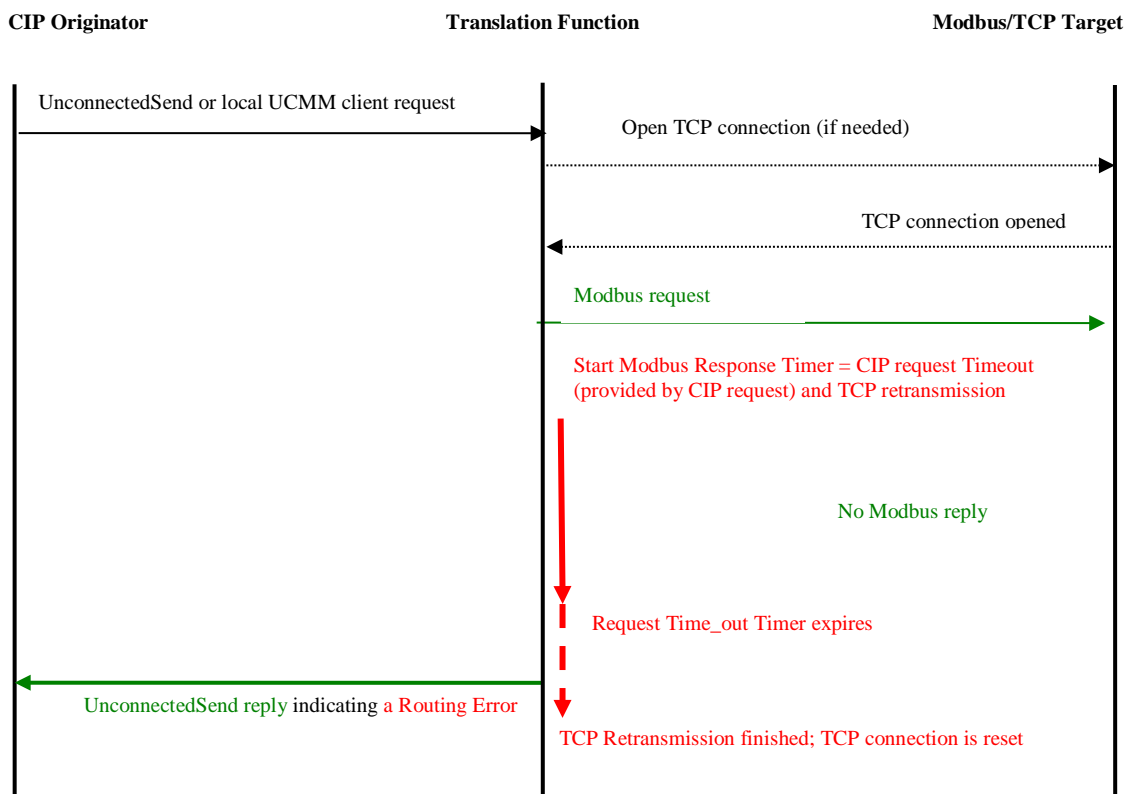 CIP Originator
Translation Function
Modbus/TCP Target
UnconnectedSend or local UCMM client request
Open TCP connection (if needed)
TCP connection opened
Modbus request
Start Modbus Response Timer = CIP request Timeout
(provided by CIP request) and TCP retransmission
No Modbus reply
Request Time_out Timer expires
UnconnectedSend reply indicating a Routing Error
TCP Retransmission finished; TCP connection is reset